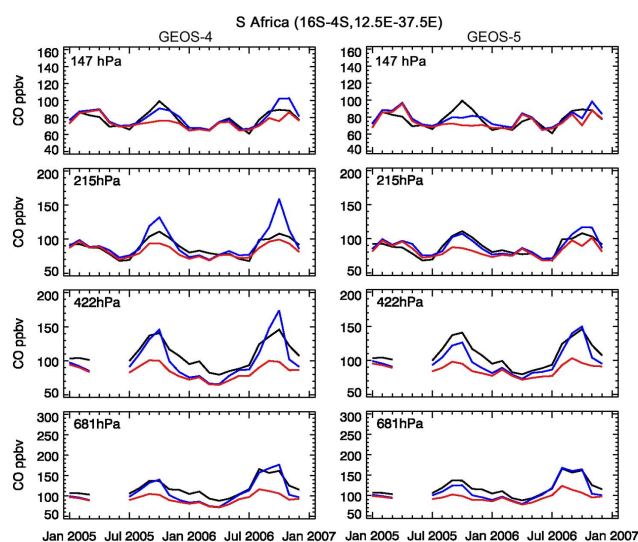 S Africa (16S-4S,12.5E-37.5E)
GEOS-4 GEOS-5
147 hPa 147 hPa
CO ppbv
160 160
140 140
120 120
100 100
80 80
60 60
40 40
215hPa 215hPa
CO ppbv
200 200
150 150
100 100
50 50
422hPa 422hPa
CO ppbv
200 200
150 150
100 100
50 50
681hPa 681hPa
CO ppbv
300 300
250 250
200 200
150 150
100 100
50 50
Jan 2005 Jul 2005 Jan 2006 Jul 2006 Jan 2007 Jan 2005 Jul 2005 Jan 2006 Jul 2006 Jan 2007